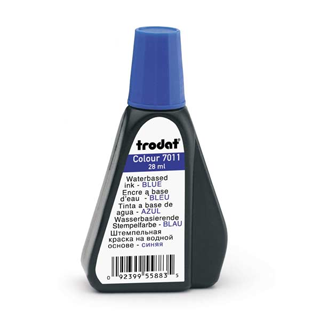 trodat
Colour 7011
28 ml
Waterbased
ink - BLUE
Encre a base
d'eau - BLEU
Tinta a base de
agua - AZUL
Wasserbasierende
Stempelfarbe - BLAU
Штемпельная
краска на водной
основе - синяя
0 92399 55883 5